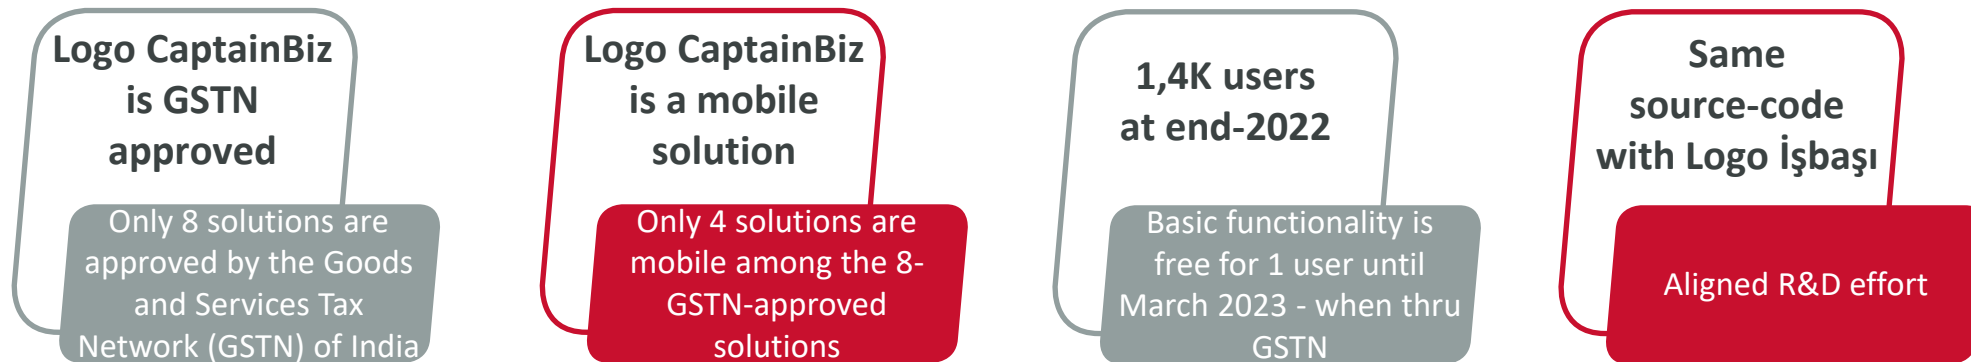 Logo CaptainBiz
is GSTN
approved
Only 8 solutions are
approved by the Goods
and Services Tax
Network (GSTN) of India
Logo CaptainBiz
is a mobile
solution
Only 4 solutions are
mobile among the 8-
GSTN-approved
solutions
1,4K users
at end-2022
Basic functionality is
free for 1 user until
March 2023 - when thru
GSTN
Same
source-code
with Logo İşbaşı
Aligned R&D effort